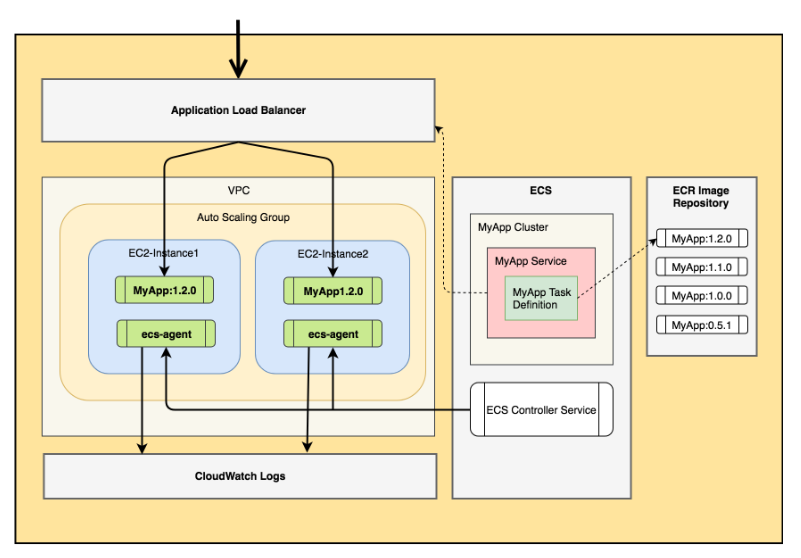 Application Load Balancer
VPC
Auto Scaling Group
EC2-Instance1
MyApp:1.2.0
ecs-agent
EC2-Instance2
MyApp1.2.0
ecs-agent
CloudWatch Logs
ECS
MyApp Cluster
MyApp Service
MyApp Task
Definition
ECS Controller Service
ECR Image
Repository
MyApp:1.2.0
MyApp:1.1.0
MyApp:1.0.0
MyApp:0.5.1